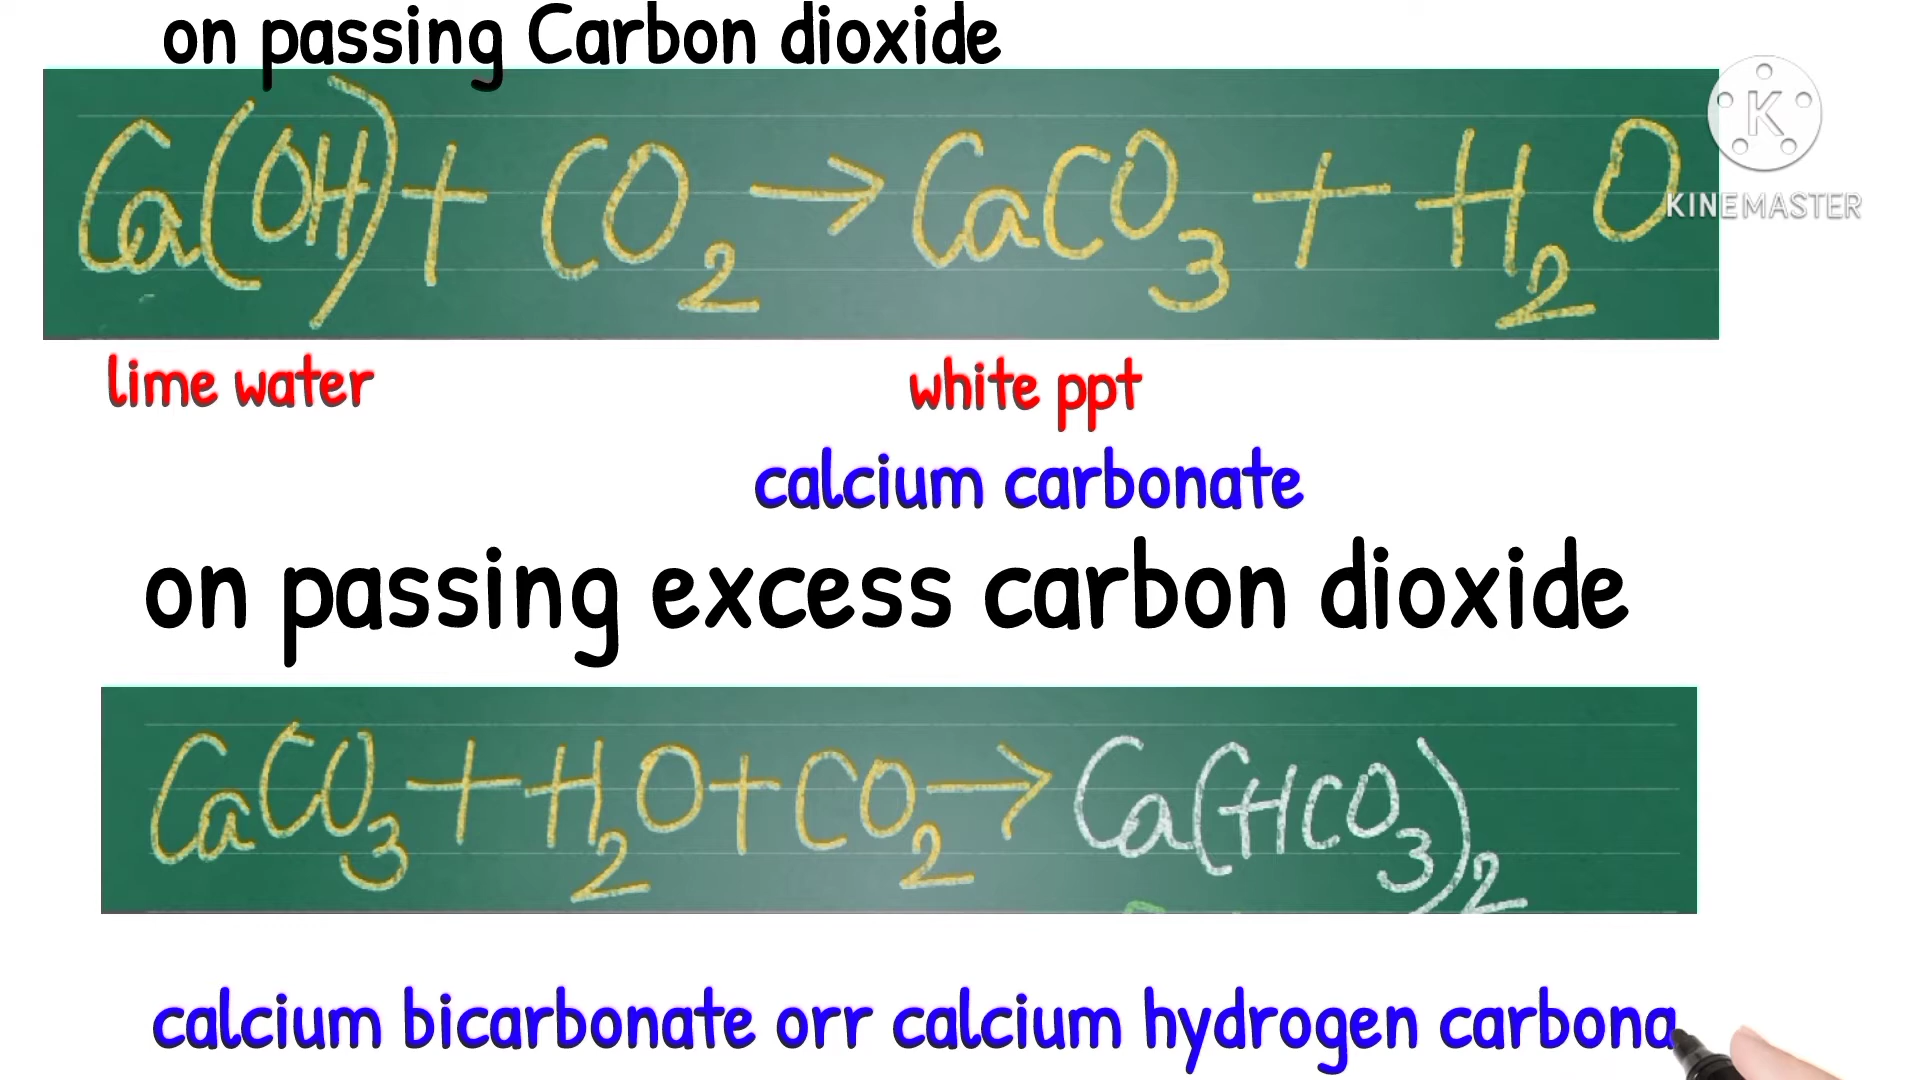 on passing Carbon dioxide
Ca(OH) + CO₂ → CaCO₃ + H₂O
K
KINEMASTER
lime water white ppt
calcium carbonate
on passing excess carbon dioxide
CaCO₃ + H₂O + CO₂ → Ca(HCO₃)₂
calcium bicarbonate orr calcium hydrogen carbona